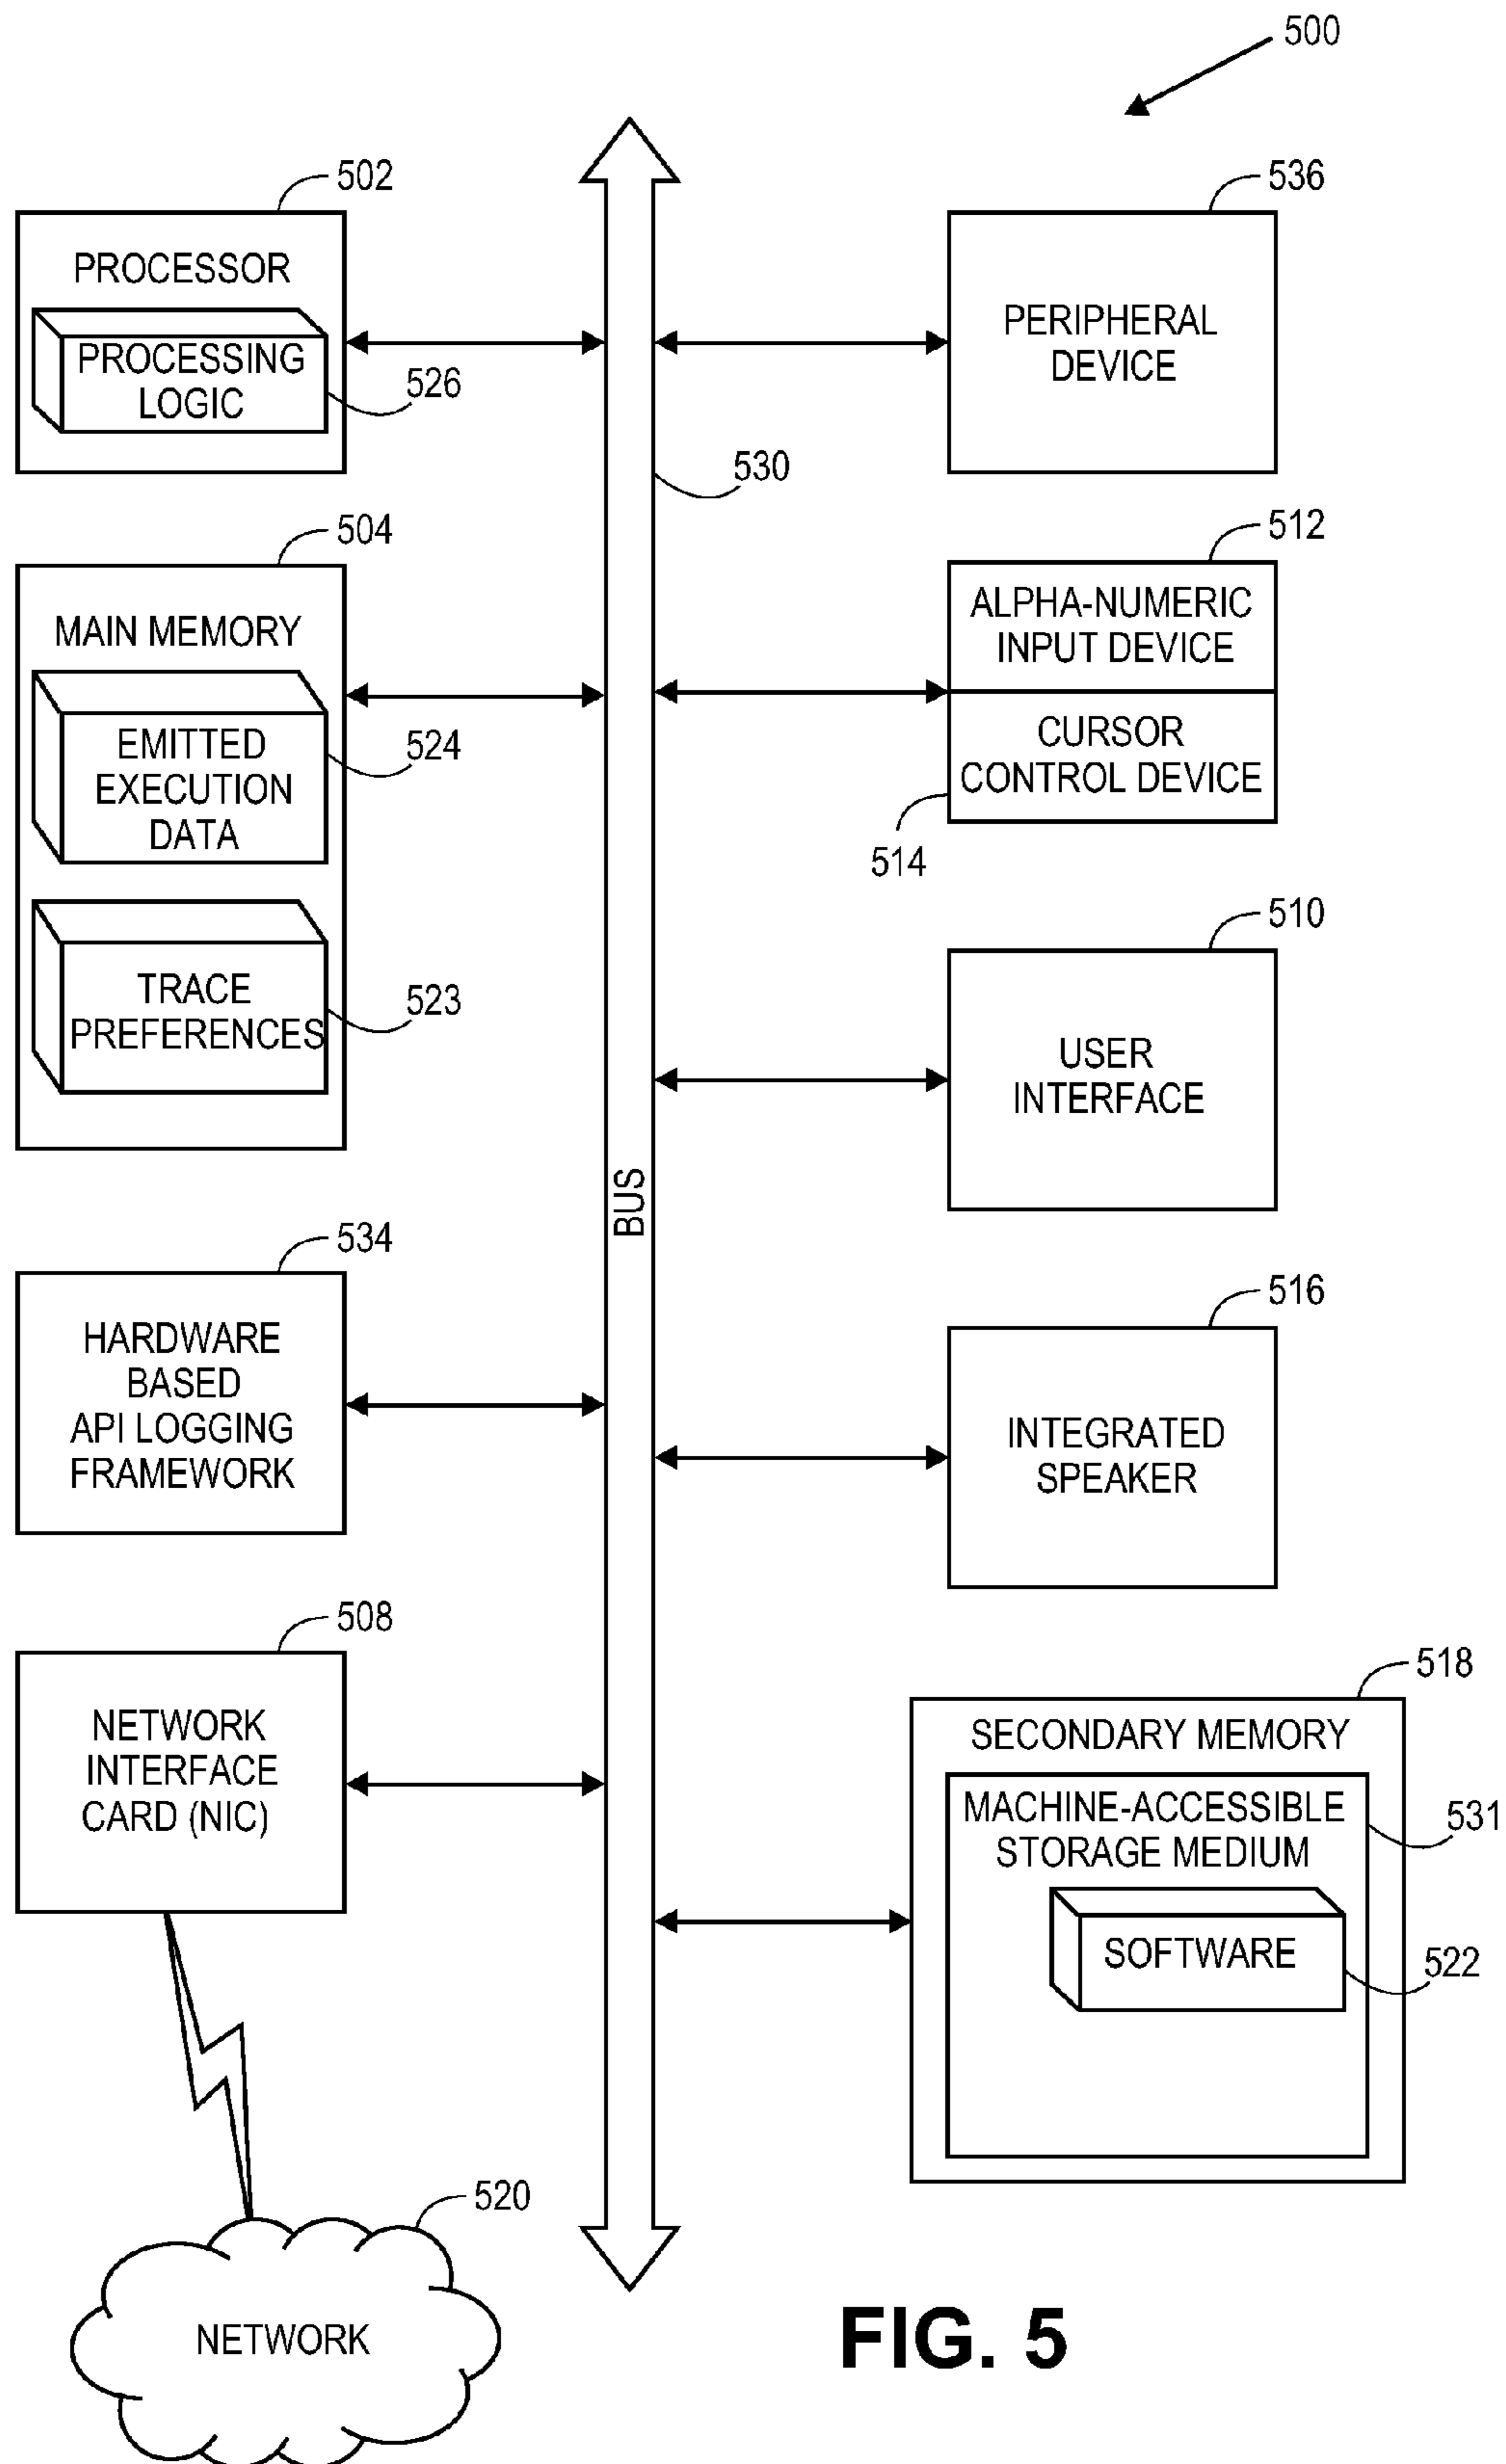 500
502
PROCESSOR
PROCESSING
LOGIC
526
504
MAIN MEMORY
EMITTED
EXECUTION
DATA
524
TRACE
PREFERENCES
523
534
HARDWARE
BASED
API LOGGING
FRAMEWORK
508
NETWORK
INTERFACE
CARD (NIC)
520
NETWORK
530
BUS
536
PERIPHERAL
DEVICE
512
ALPHA-NUMERIC
INPUT DEVICE
CURSOR
CONTROL DEVICE
514
510
USER
INTERFACE
516
INTEGRATED
SPEAKER
518
SECONDARY MEMORY
MACHINE-ACCESSIBLE
STORAGE MEDIUM
531
SOFTWARE
522
FIG. 5